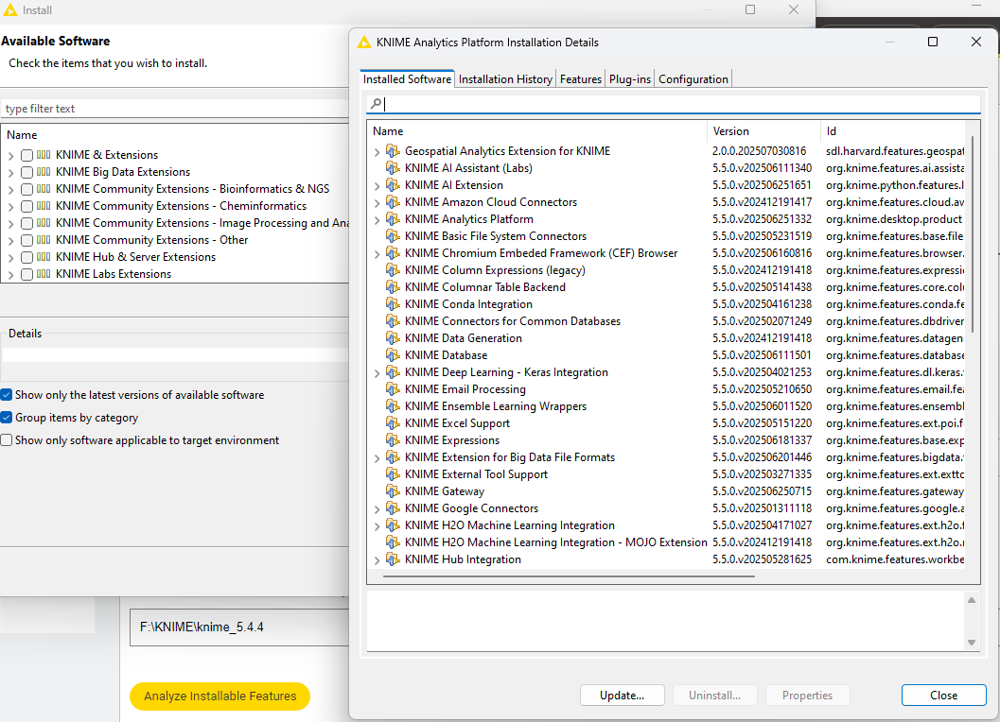 Install
Available Software
Check the items that you wish to install.
type filter text
Name
KNIME & Extensions
KNIME Big Data Extensions
KNIME Community Extensions - Bioinformatics & NGS
KNIME Community Extensions - Cheminformatics
KNIME Community Extensions - Image Processing and Ana
KNIME Community Extensions - Other
KNIME Hub & Server Extensions
KNIME Labs Extensions
Details
Show only the latest versions of available software
Group items by category
Show only software applicable to target environment
F:\KNIME\knime_5.4.4
Analyze Installable Features
KNIME Analytics Platform Installation Details
Installed Software Installation History Features Plug-ins Configuration
Name Version Id
Geospatial Analytics Extension for KNIME 2.0.0.202507030816 sdl.harvard.features.geospat
KNIME AI Assistant (Labs) 5.5.0.v202506111340 org.knime.features.ai.assista
KNIME AI Extension 5.5.0.v202506251651 org.knime.python.features.l
KNIME Amazon Cloud Connectors 5.5.0.v202412191417 org.knime.features.cloud.aw
KNIME Analytics Platform 5.5.0.v202506251332 org.knime.desktop.product
KNIME Basic File System Connectors 5.5.0.v202505231519 org.knime.features.base.file
KNIME Chromium Embeded Framework (CEF) Browser 5.5.0.v202506160816 org.knime.features.browser.
KNIME Column Expressions (legacy) 5.5.0.v202412191418 org.knime.features.expressic
KNIME Columnar Table Backend 5.5.0.v202505141438 org.knime.features.core.colu
KNIME Conda Integration 5.5.0.v202504161238 org.knime.features.conda.fe
KNIME Connectors for Common Databases 5.5.0.v202502071249 org.knime.features.dbdriver
KNIME Data Generation 5.5.0.v202412191418 org.knime.features.datagen
KNIME Database 5.5.0.v202506111501 org.knime.features.database
KNIME Deep Learning - Keras Integration 5.5.0.v202504021253 org.knime.features.dl.keras.
KNIME Email Processing 5.5.0.v202505210650 org.knime.features.email.fea
KNIME Ensemble Learning Wrappers 5.5.0.v202506011520 org.knime.features.ensembl
KNIME Excel Support 5.5.0.v202505151220 org.knime.features.ext.poi.f
KNIME Expressions 5.5.0.v202506181337 org.knime.features.base.exp
KNIME Extension for Big Data File Formats 5.5.0.v202506201446 org.knime.features.bigdata.
KNIME External Tool Support 5.5.0.v202503271335 org.knime.features.ext.extto
KNIME Gateway 5.5.0.v202506250715 org.knime.features.gateway
KNIME Google Connectors 5.5.0.v202501311118 org.knime.features.google.a
KNIME H2O Machine Learning Integration 5.5.0.v202504171027 org.knime.features.ext.h2o.f
KNIME H2O Machine Learning Integration - MOJO Extension 5.5.0.v202412191418 org.knime.features.ext.h2o.
KNIME Hub Integration 5.5.0.v202505281625 com.knime.features.workbe
Update... Uninstall... Properties Close